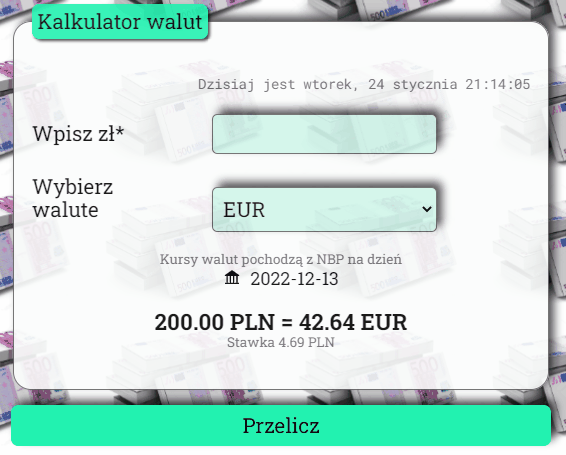 Kalkulator walut
Dzisiaj jest wtorek, 24 stycznia 21:14:05
Wpisz zł*
Wybierz
walute
EUR
Kursy walut pochodzą z NBP na dzień
2022-12-13
200.00 PLN = 42.64 EUR
Stawka 4.69 PLN
Przelicz